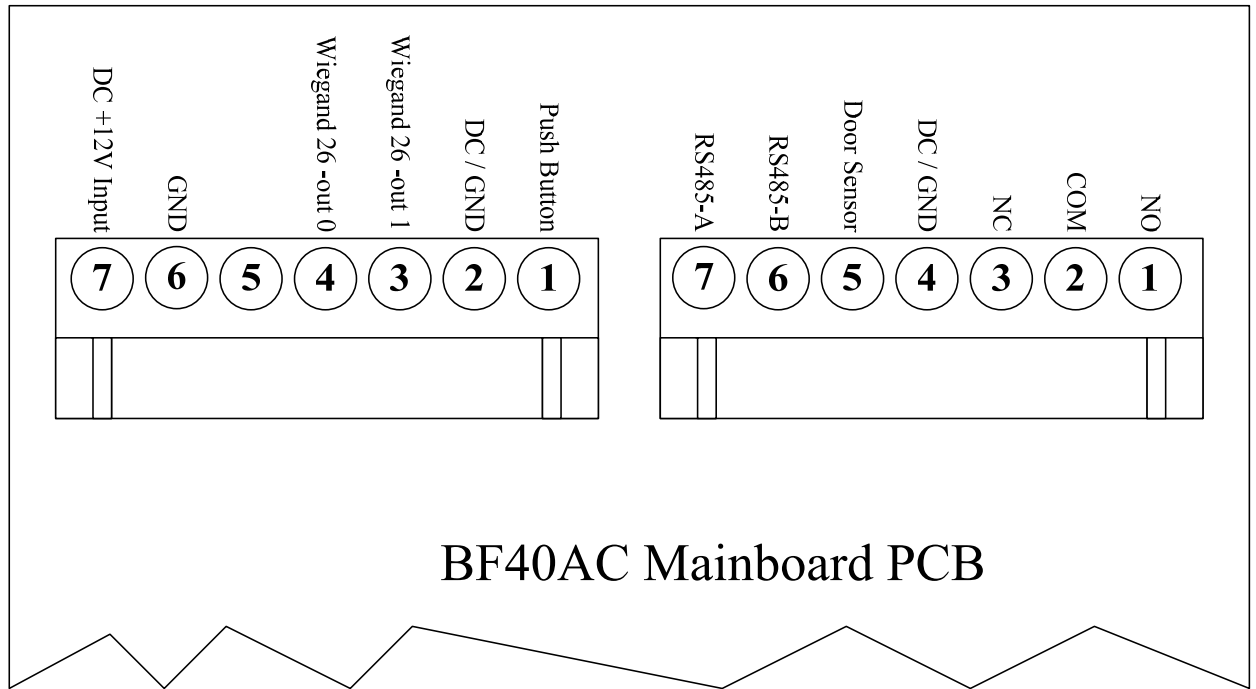 DC +12V Input
GND
Wiegand 26 -out 0
Wiegand 26 -out 1
DC / GND
Push Button
RS485-A
RS485-B
Door Sensor
DC / GND
NC
COM
NO
7 6 5 4 3 2 1
7 6 5 4 3 2 1
BF40AC Mainboard PCB